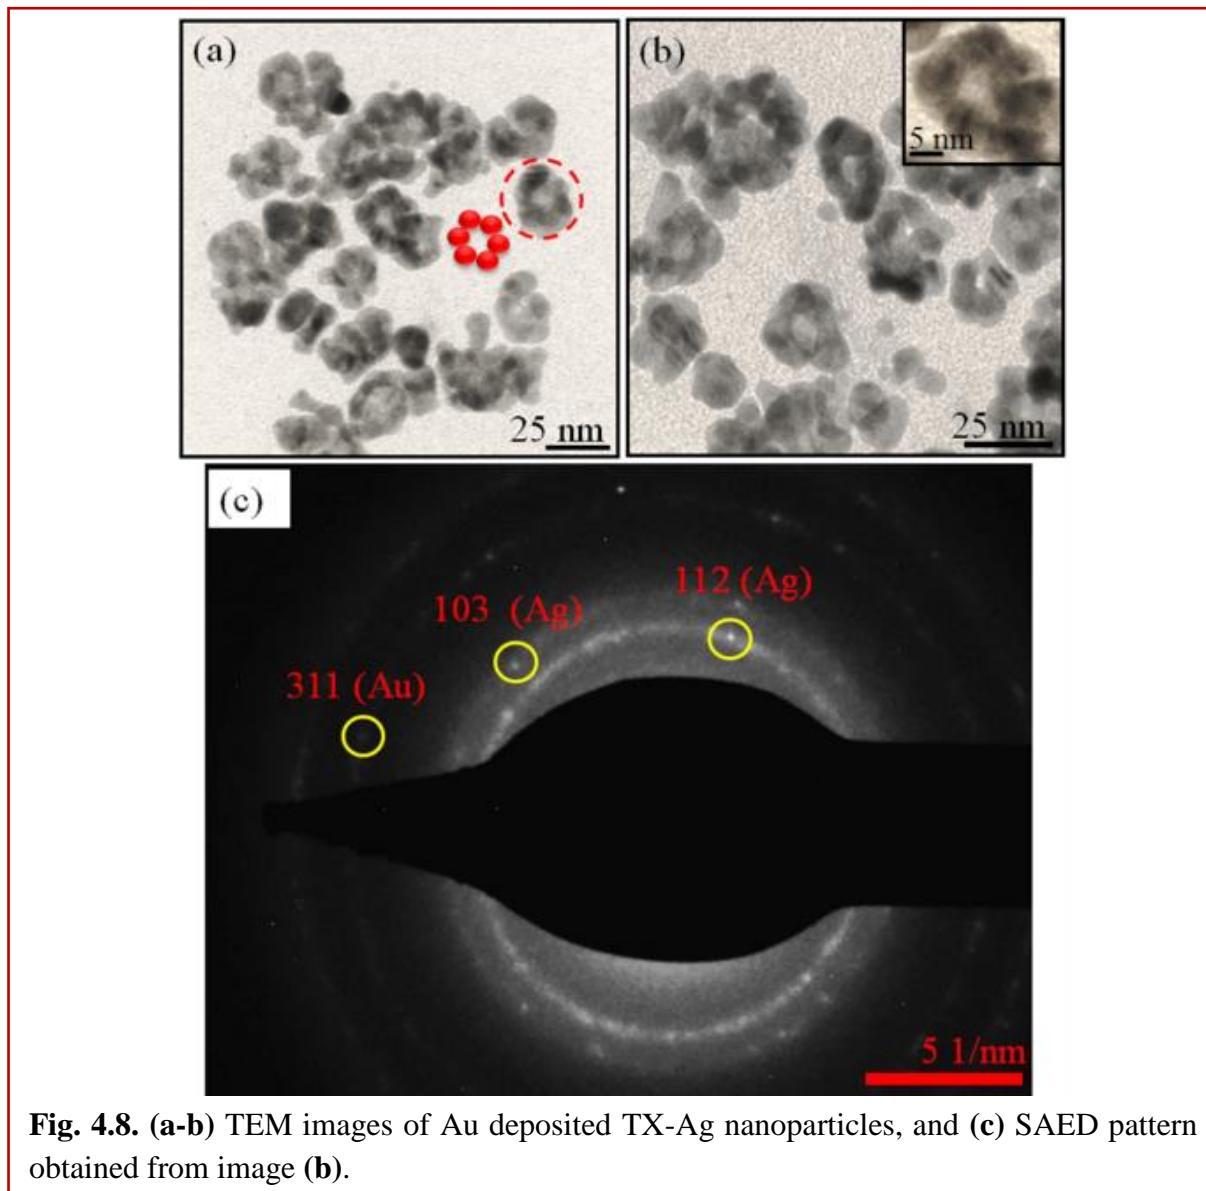 (a)
25 nm
(b)
5 nm
25 nm
(c)
112 (Ag)
103 (Ag)
311 (Au)
5 1/nm
Fig. 4.8. (a-b) TEM images of Au deposited TX-Ag nanoparticles, and (c) SAED pattern
obtained from image (b).